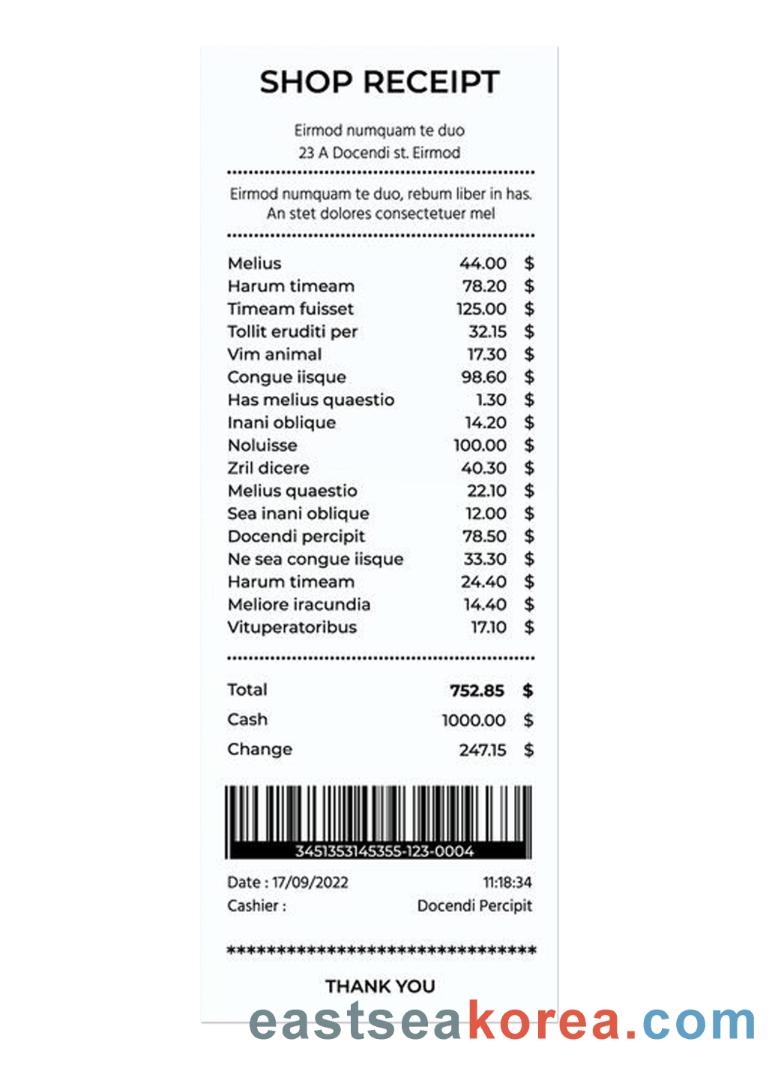 SHOP RECEIPT
Eirmod numquam te duo
23 A Docendi st. Eirmod
Eirmod numquam te duo, rebum liber in has.
An stet dolores consectetuer mel
Melius 44.00 $
Harum timeam 78.20 $
Timeam fuisset 125.00 $
Tollit eruditi per 32.15 $
Vim animal 17.30 $
Congue iisque 98.60 $
Has melius quaestio 1.30 $
Inani oblique 14.20 $
Noluisse 100.00 $
Zril dicere 40.30 $
Melius quaestio 22.10 $
Sea inani oblique 12.00 $
Docendi percipit 78.50 $
Ne sea congue iisque 33.30 $
Harum timeam 24.40 $
Meliore iracundia 14.40 $
Vituperatoribus 17.10 $
Total 752.85 $
Cash 1000.00 $
Change 247.15 $
3451353145355-123-0004
Date : 17/09/2022 11:18:34
Cashier : Docendi Percipit
*******************************
THANK YOU
eastseakorea.com